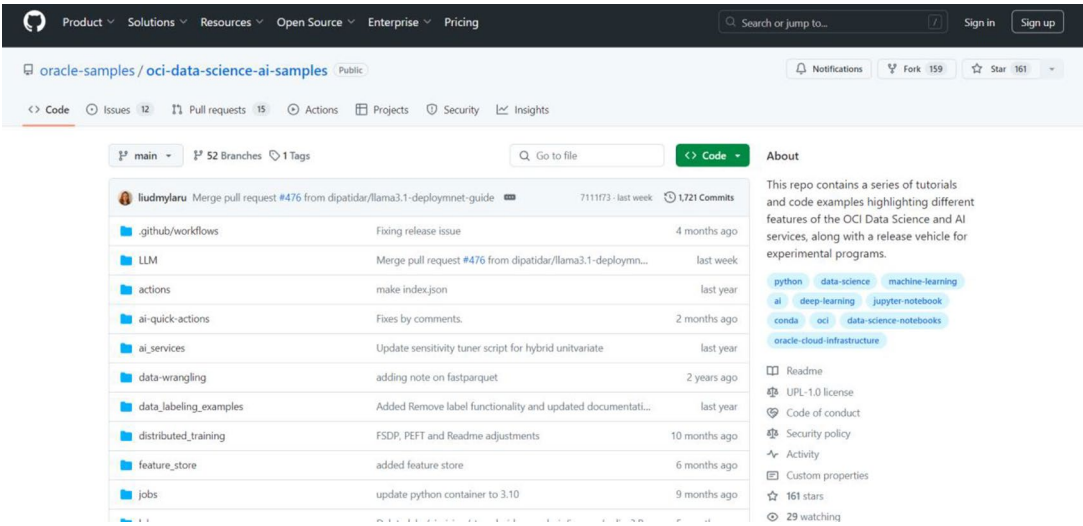 Product Solutions Resources Open Source Enterprise Pricing Search or jump to... / Sign in Sign up
oracle-samples / oci-data-science-ai-samples Public Notifications Fork 159 Star 161
Code Issues 12 Pull requests 15 Actions Projects Security Insights
main 52 Branches 1 Tags Go to file Code
liudmylaru Merge pull request #476 from dipatidar/llama3.1-deploymnet-guide 7111f73 · last week 1,721 Commits
.github/workflows Fixing release issue 4 months ago
LLM Merge pull request #476 from dipatidar/llama3.1-deploymn... last week
actions make index.json last year
ai-quick-actions Fixes by comments. 2 months ago
ai_services Update sensitivity tuner script for hybrid unitvariate last year
data-wrangling adding note on fastparquet 2 years ago
data_labeling_examples Added Remove label functionality and updated documentati... last year
distributed_training FSDP, PEFT and Readme adjustments 10 months ago
feature_store added feature store 6 months ago
jobs update python container to 3.10 9 months ago
About
This repo contains a series of tutorials
and code examples highlighting different
features of the OCI Data Science and AI
services, along with a release vehicle for
experimental programs.
python data-science machine-learning
ai deep-learning jupyter-notebook
conda oci data-science-notebooks
oracle-cloud-infrastructure
Readme
UPL-1.0 license
Code of conduct
Security policy
Activity
Custom properties
161 stars
29 watching